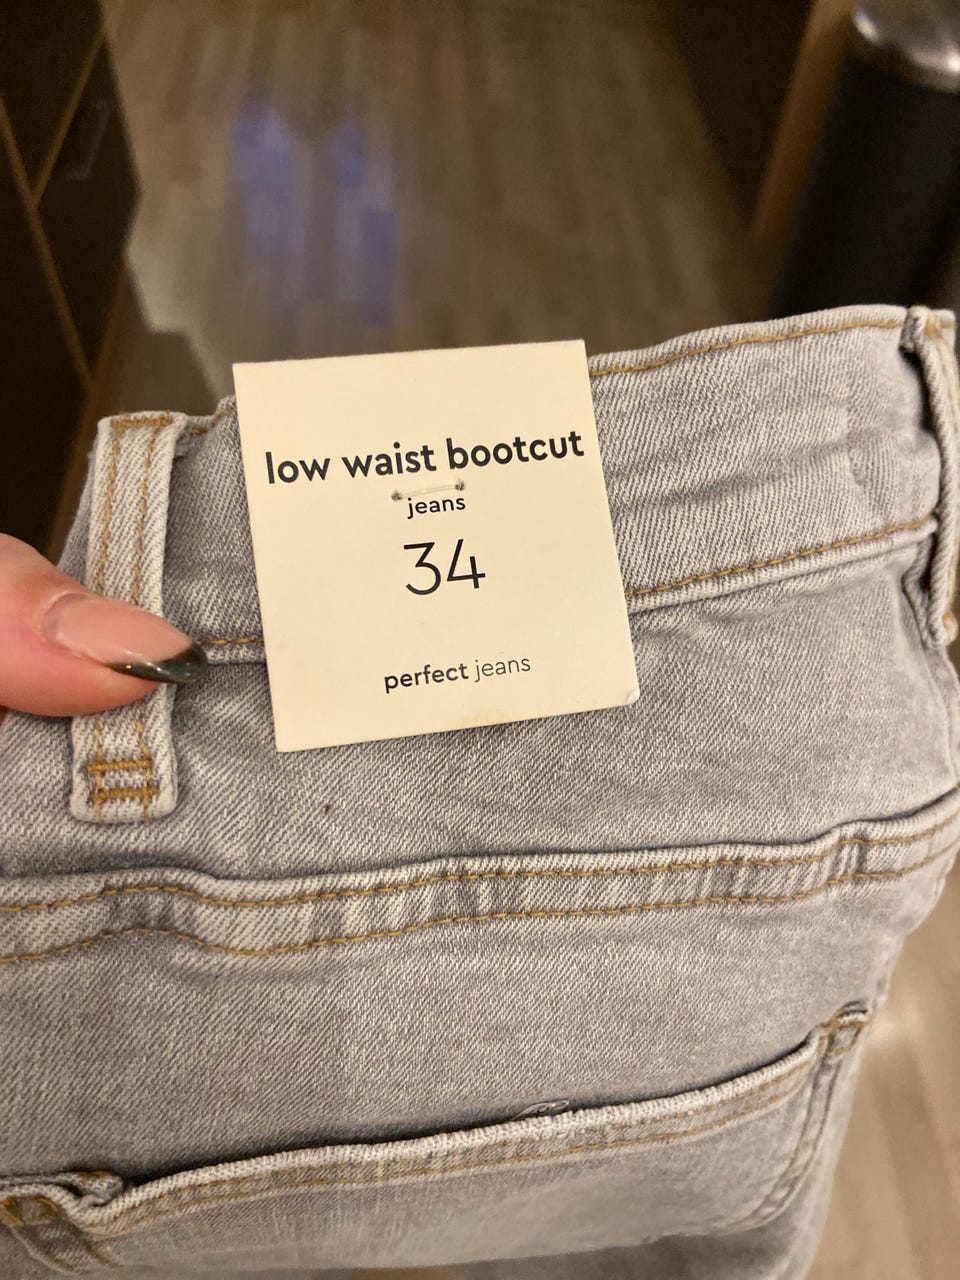 low waist bootcut
jeans
34
perfect jeans